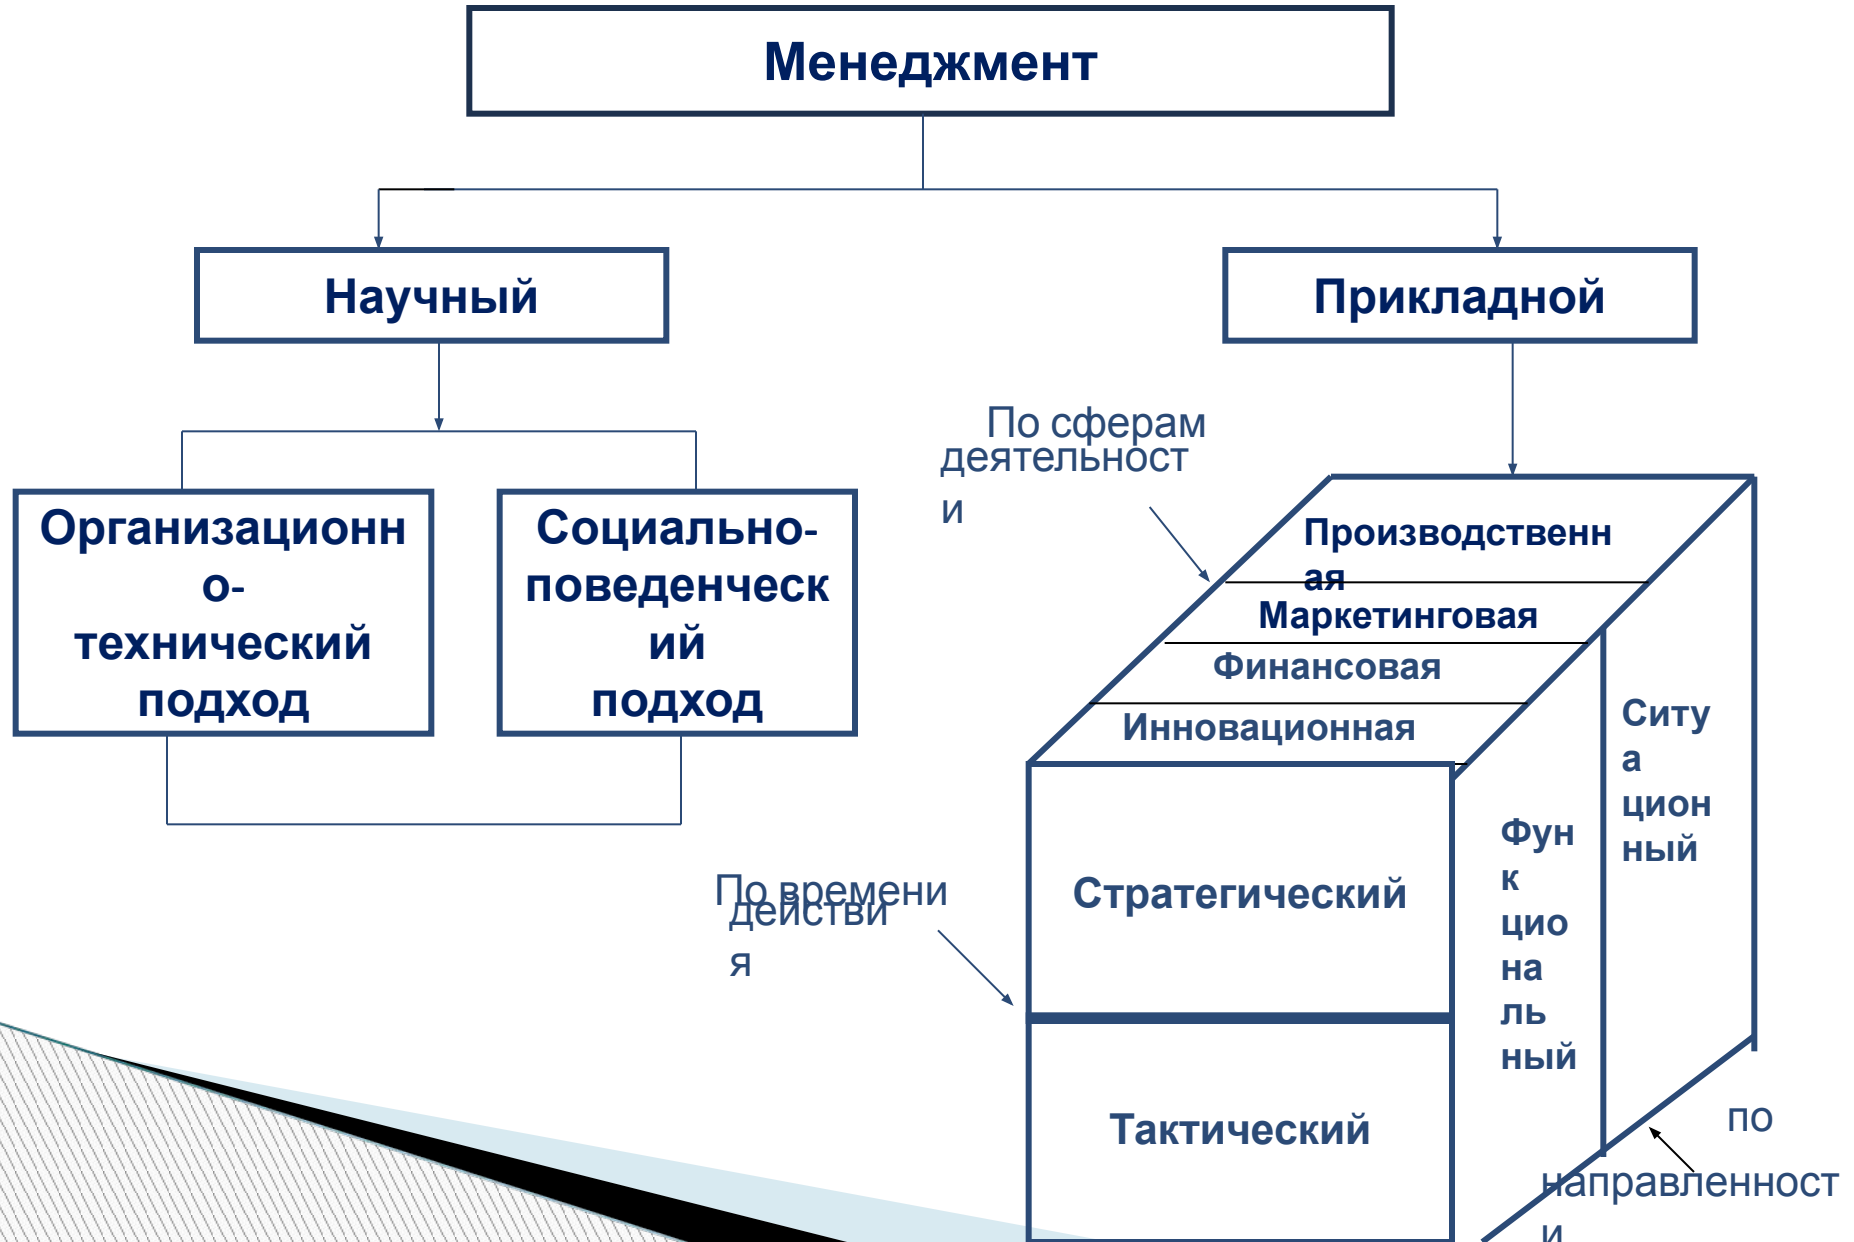 Менеджмент
Научный
Прикладной
По сферам
деятельност
и
Организационн
о-
технический
подход
Социально-
поведенческ
ий
подход
Производственн
ая
Маркетинговая
Финансовая
Инновационная
Ситу
а
цион
ный
Фун
к
цио
на
ль
ный
По времени
действи
я
Стратегический
Тактический
по
направленност
и